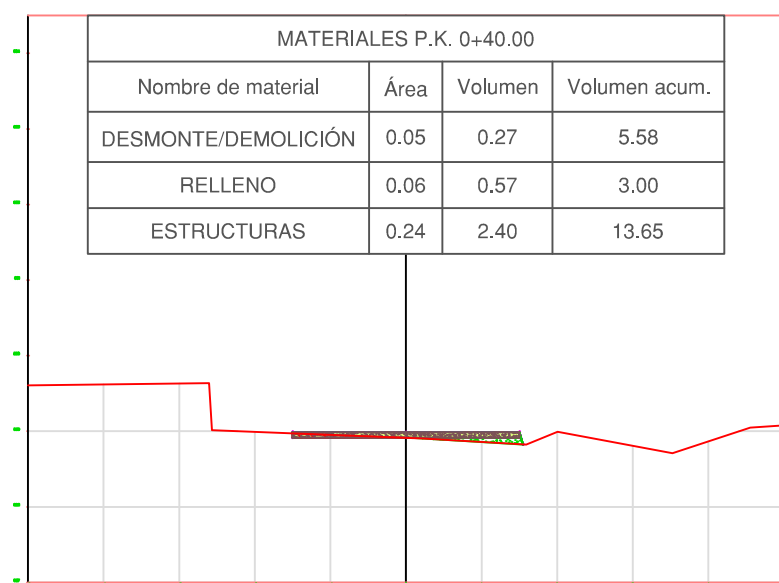 MATERIALES P.K. 0+40.00
Nombre de material Área Volumen Volumen acum.
DESMONTE/DEMOLICIÓN 0.05 0.27 5.58
RELLENO 0.06 0.57 3.00
ESTRUCTURAS 0.24 2.40 13.65